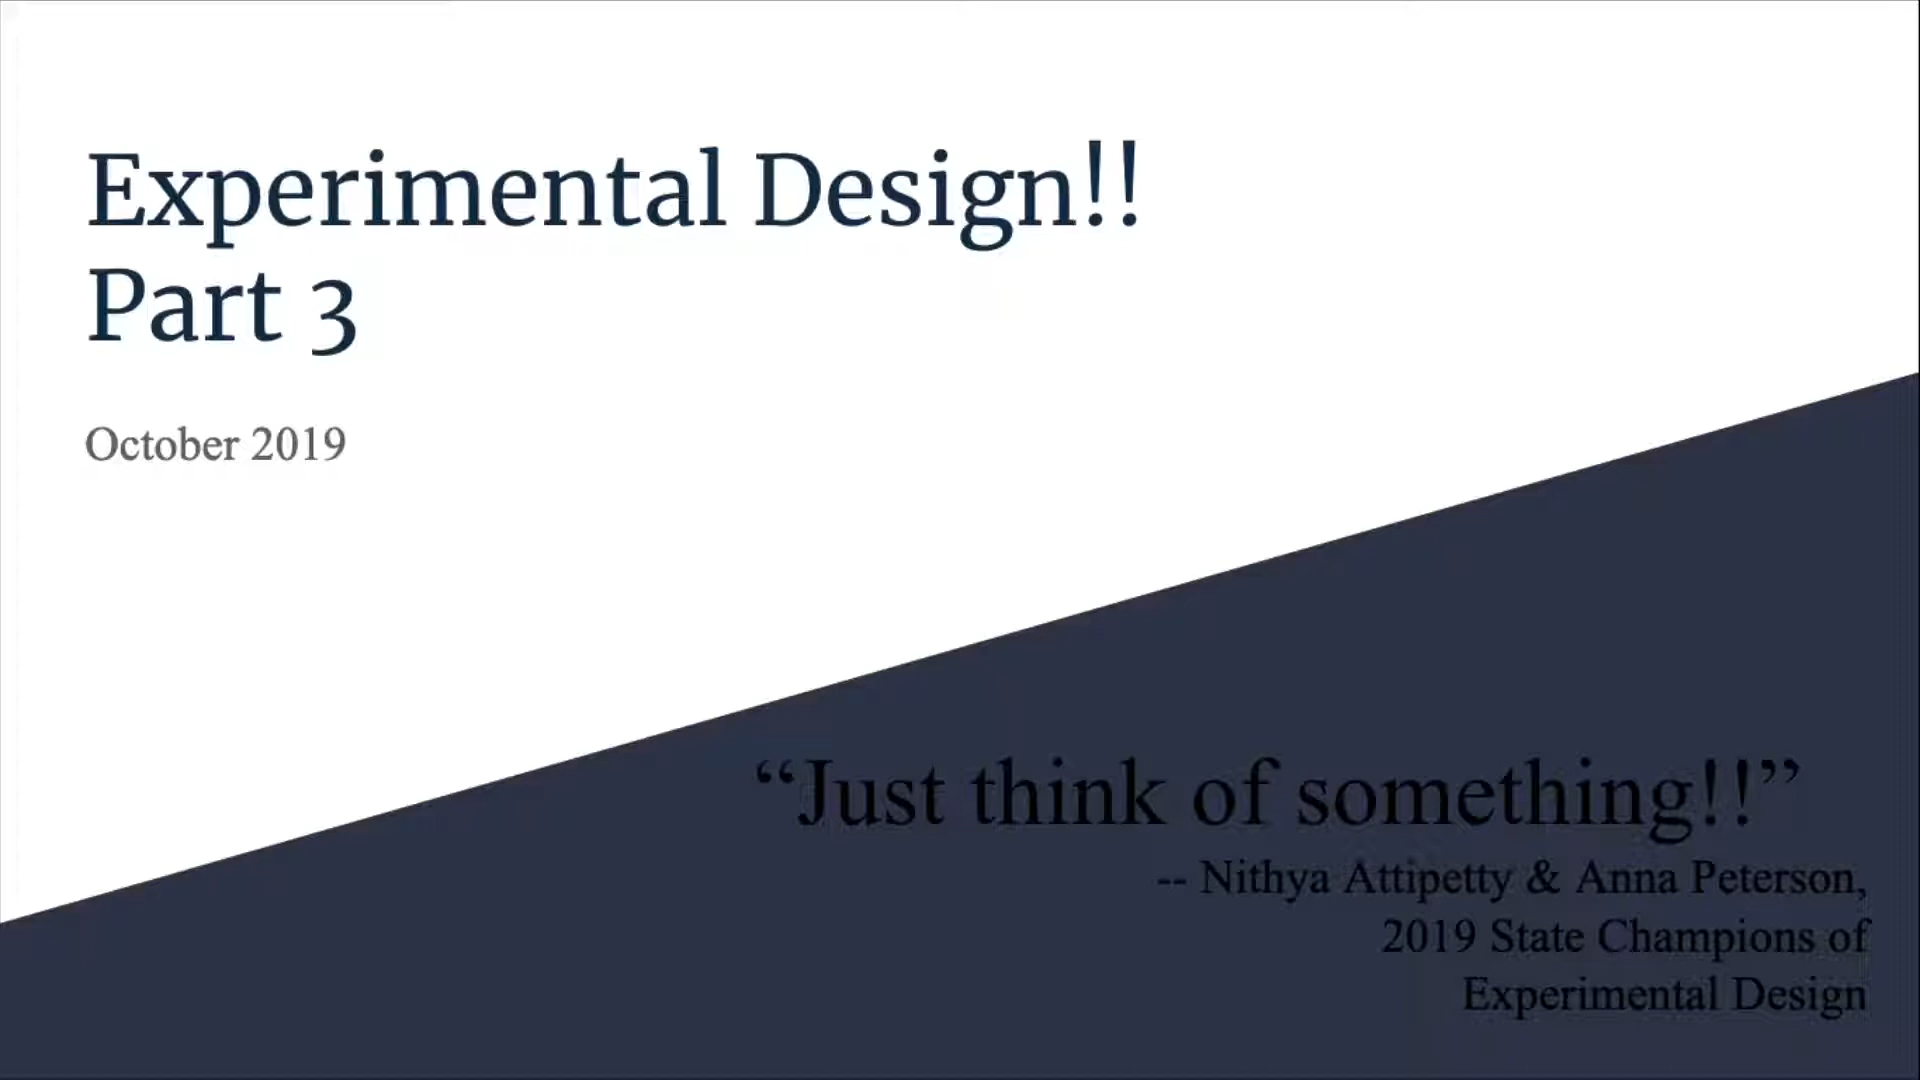 Experimental Design!!
Part 3
October 2019
“Just think of something!!”
-- Nithya Attipetty & Anna Peterson,
2019 State Champions of
Experimental Design